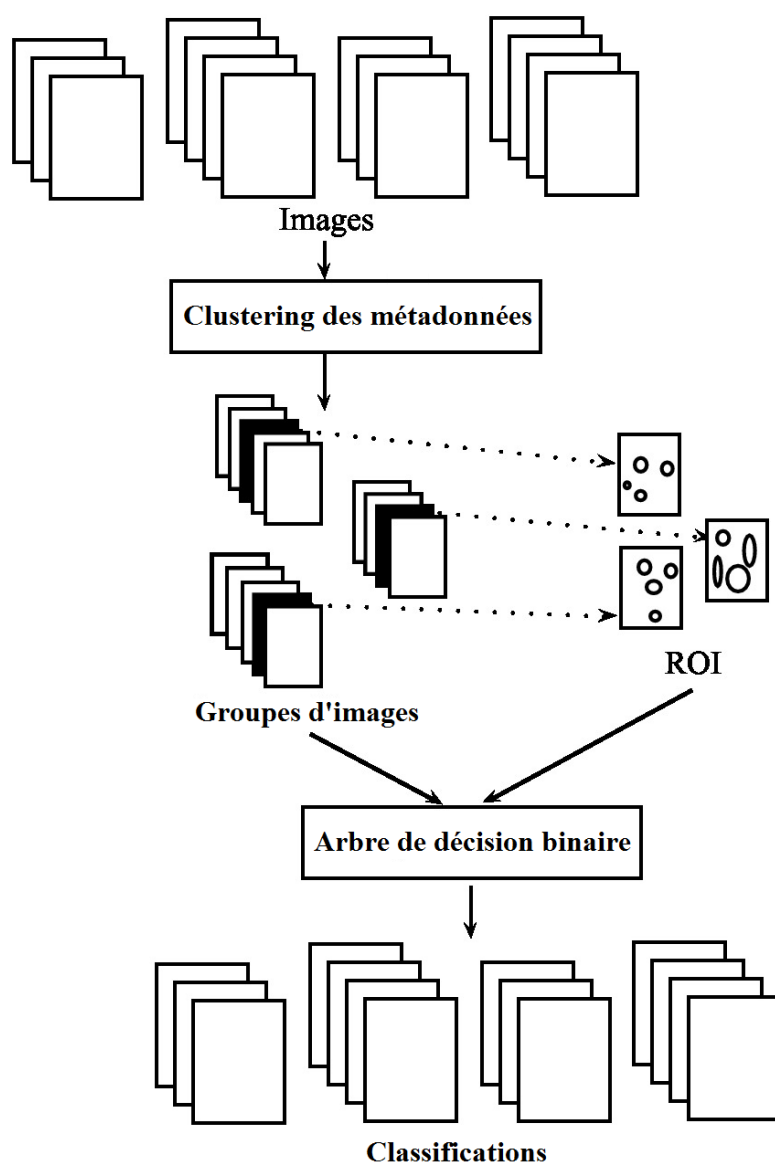 Images
Clustering des métadonnées
ROI
Groupes d'images
Arbre de décision binaire
Classifications